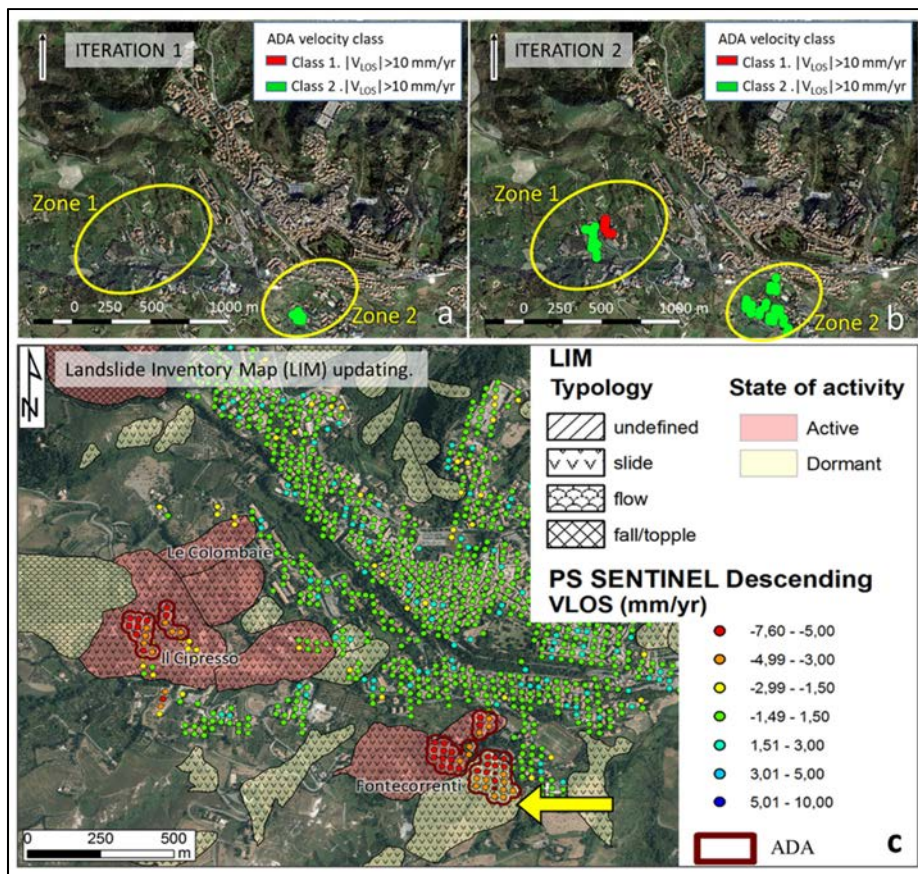 ITERATION 1
ADA velocity class
Class 1. |VLOS|>10 mm/yr
Class 2 .|VLOS|>10 mm/yr
Zone 1
Zone 2
0 250 500 1000 m
a
ITERATION 2
ADA velocity class
Class 1. |VLOS|>10 mm/yr
Class 2 .|VLOS|>10 mm/yr
Zone 1
Zone 2
0 250 500 1000 m
b
N
Landslide Inventory Map (LIM) updating.
Le Colombaie
Il Cipresso
Fontecorrenti
0 250 500
m
LIM
Typology
undefined
slide
flow
fall/topple
State of activity
Active
Dormant
PS SENTINEL Descending
VLOS (mm/yr)
-7,60 - -5,00
-4,99 - -3,00
-2,99 - -1,50
-1,49 - 1,50
1,51 - 3,00
3,01 - 5,00
5,01 - 10,00
ADA
c